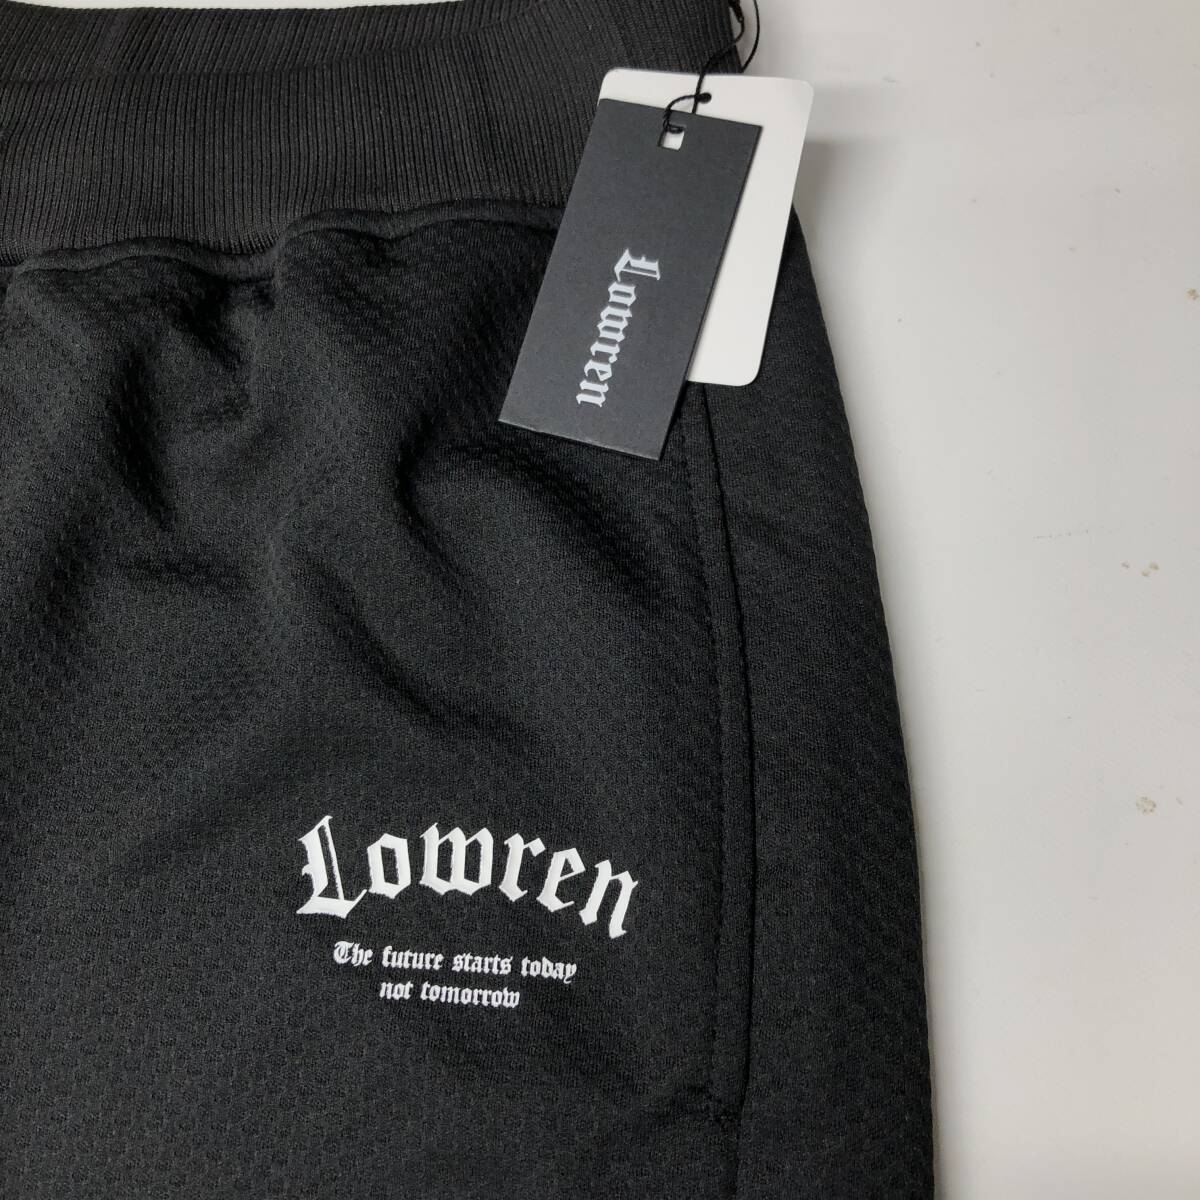 Lowren
Lowren
The future starts today
not tomorrow